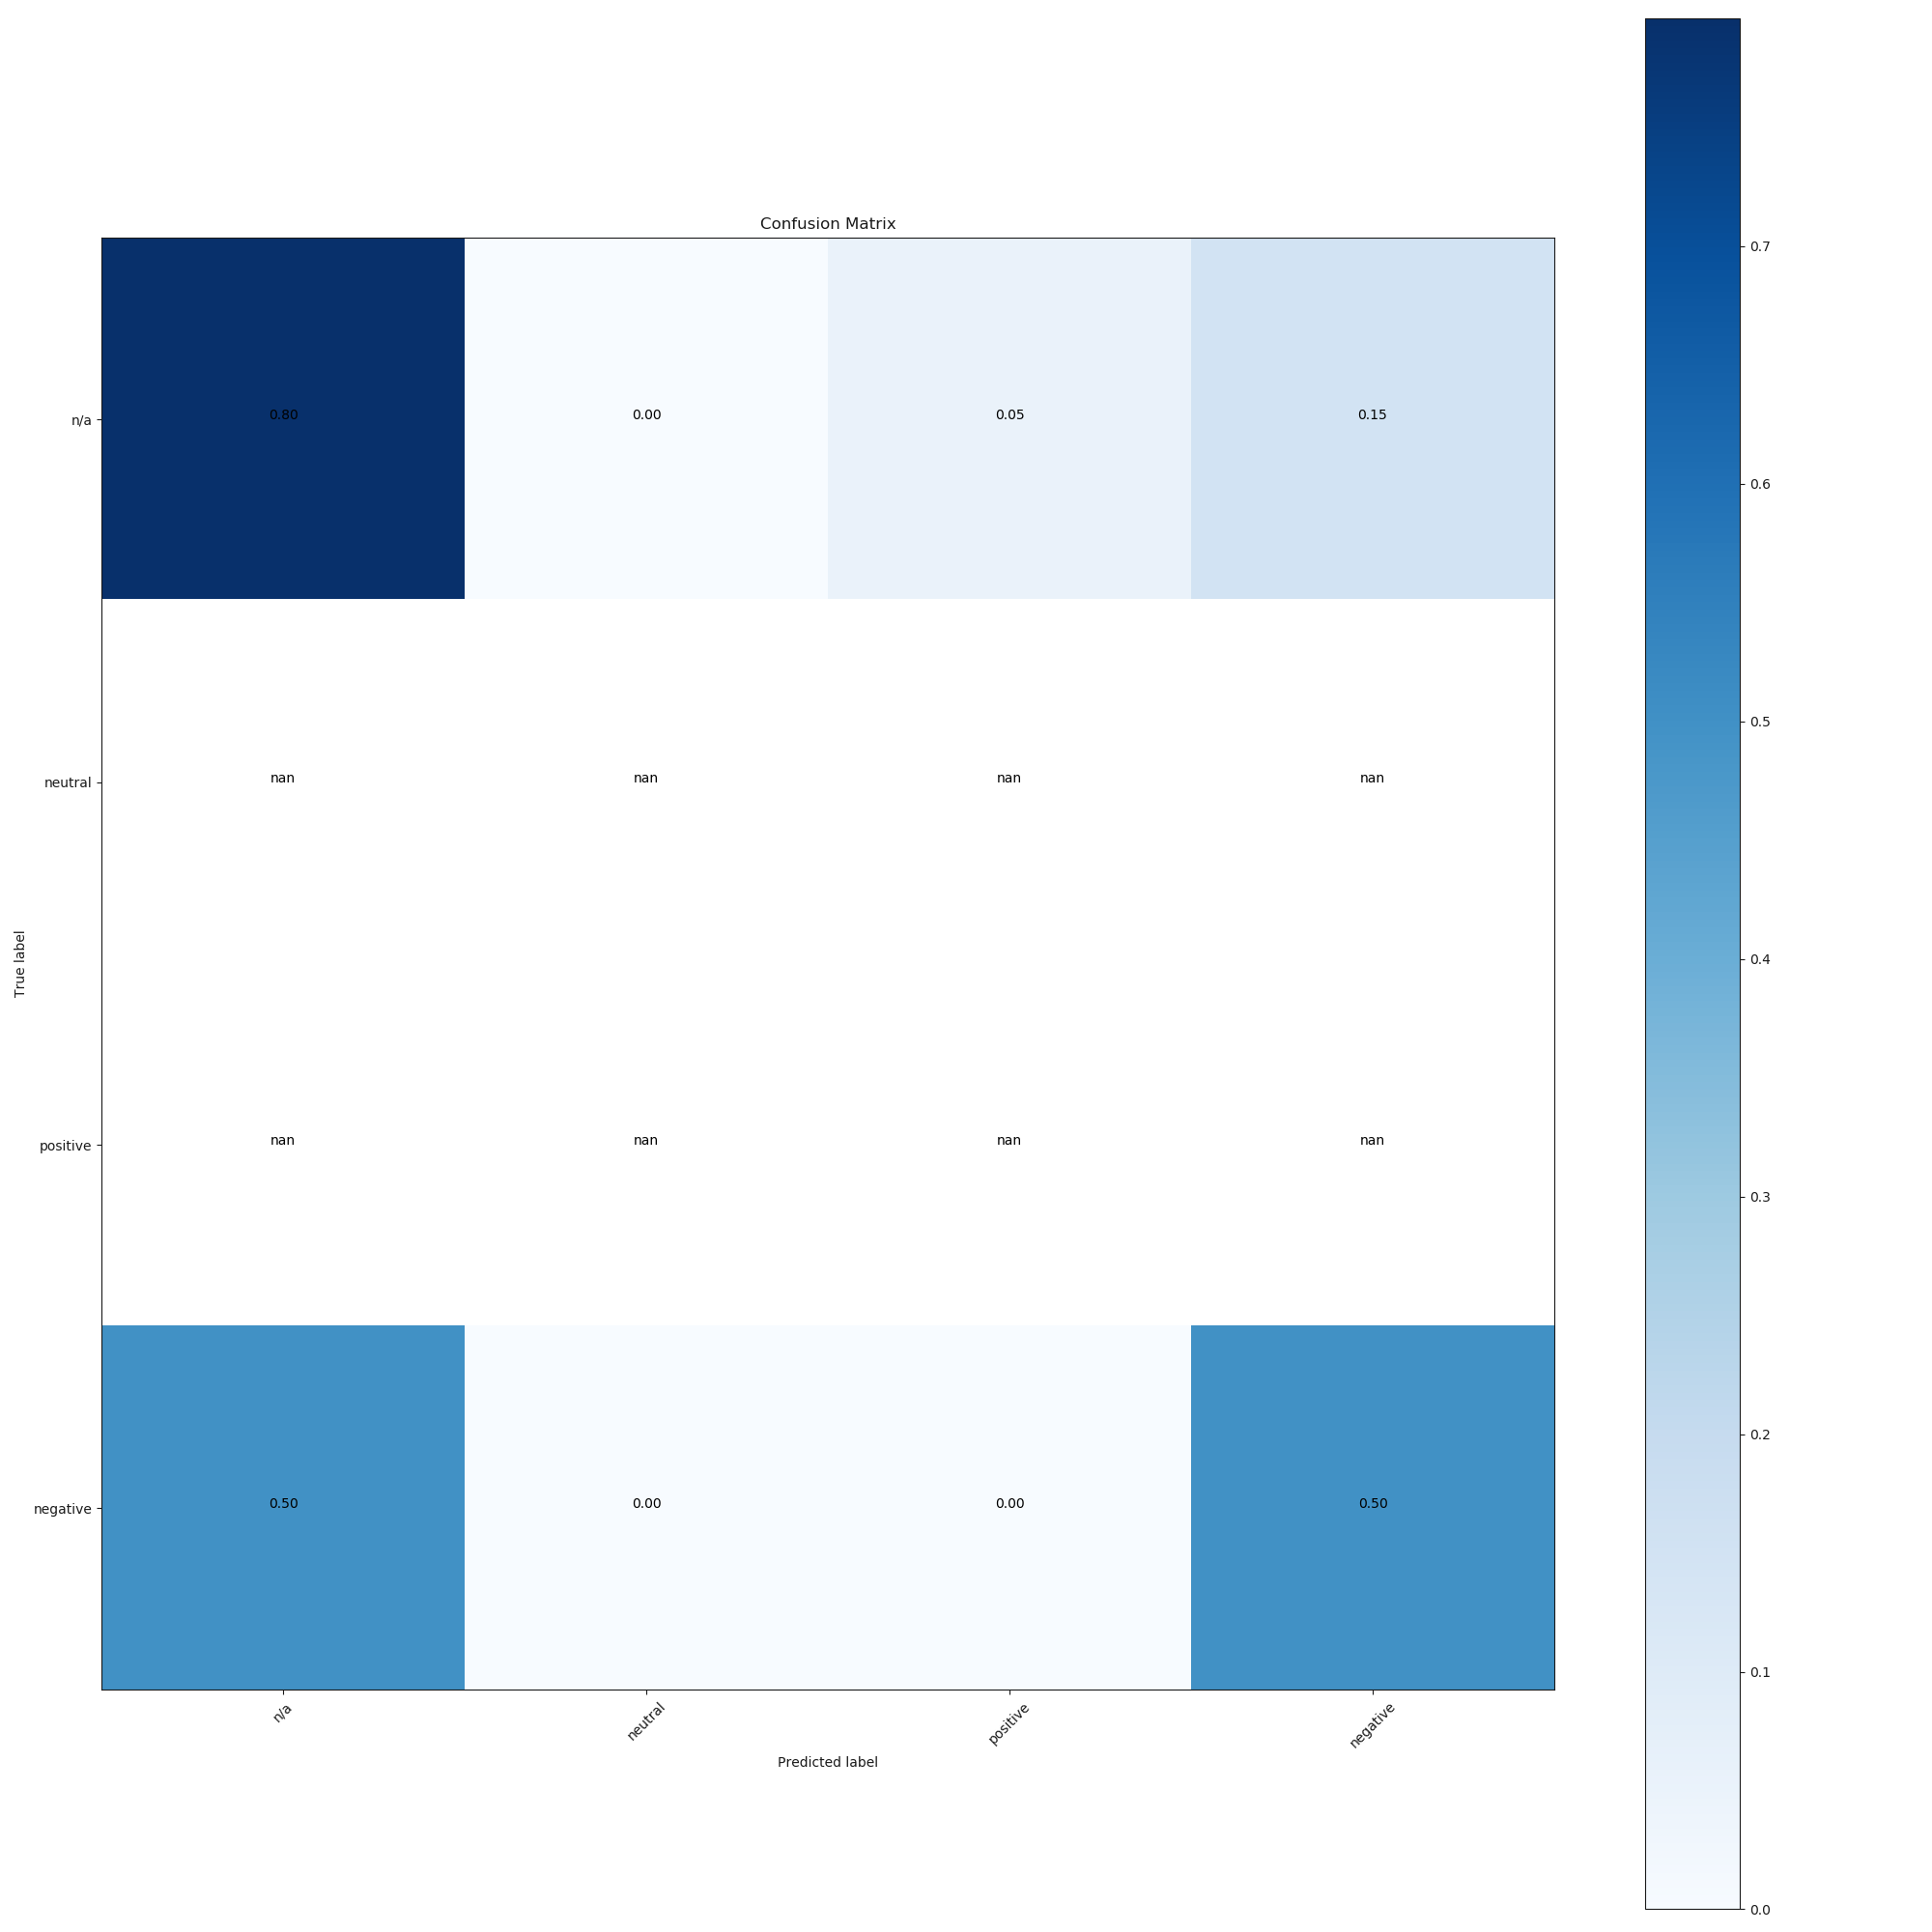 Confusion Matrix
n/a 0.80 0.00 0.05 0.15
neutral nan nan nan nan
positive nan nan nan nan
negative 0.50 0.00 0.00 0.50
True label
n/a neutral positive negative
Predicted label
0.7
0.6
0.5
0.4
0.3
0.2
0.1
0.0